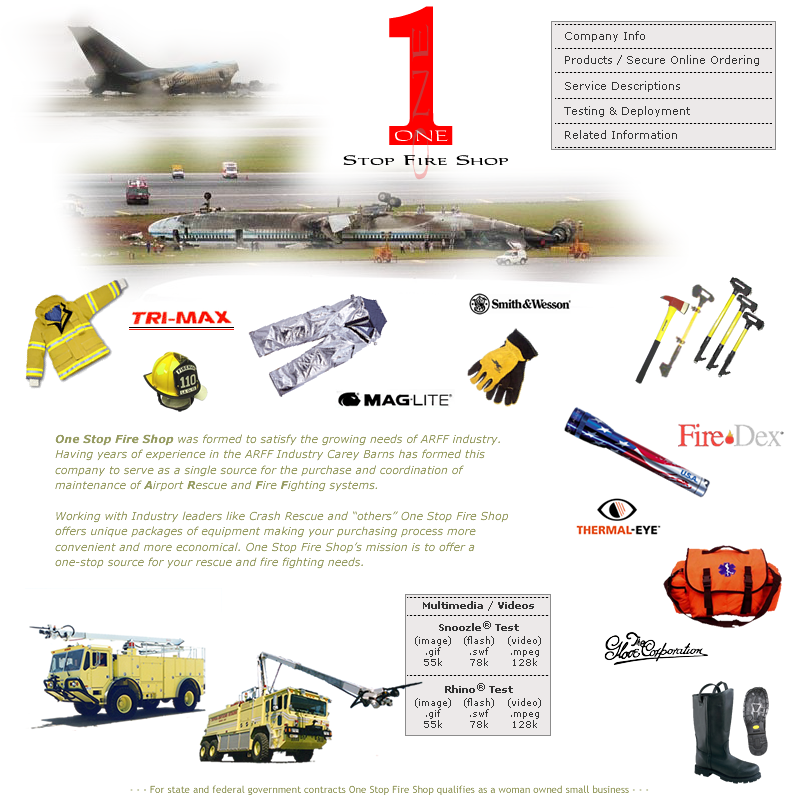 1
ONE
ONE
STOP FIRE SHOP
Company Info
Products / Secure Online Ordering
Service Descriptions
Testing & Deployment
Related Information
TRI-MAX
Smith&Wesson®
110
MAG-LITE®
FireDex®
U.S.A.
One Stop Fire Shop was formed to satisfy the growing needs of ARFF industry.
Having years of experience in the ARFF Industry Carey Barns has formed this
company to serve as a single source for the purchase and coordination of
maintenance of Airport Rescue and Fire Fighting systems.
Working with Industry leaders like Crash Rescue and “others” One Stop Fire Shop
offers unique packages of equipment making your purchasing process more
convenient and more economical. One Stop Fire Shop’s mission is to offer a
one-stop source for your rescue and fire fighting needs.
THERMAL-EYE®
The Glove Corporation
Multimedia / Videos
Snoozle® Test
(image) (flash) (video)
.gif .swf .mpeg
55k 78k 128k
Rhino® Test
(image) (flash) (video)
.gif .swf .mpeg
55k 78k 128k
- - - For state and federal government contracts One Stop Fire Shop qualifies as a woman owned small business - - -